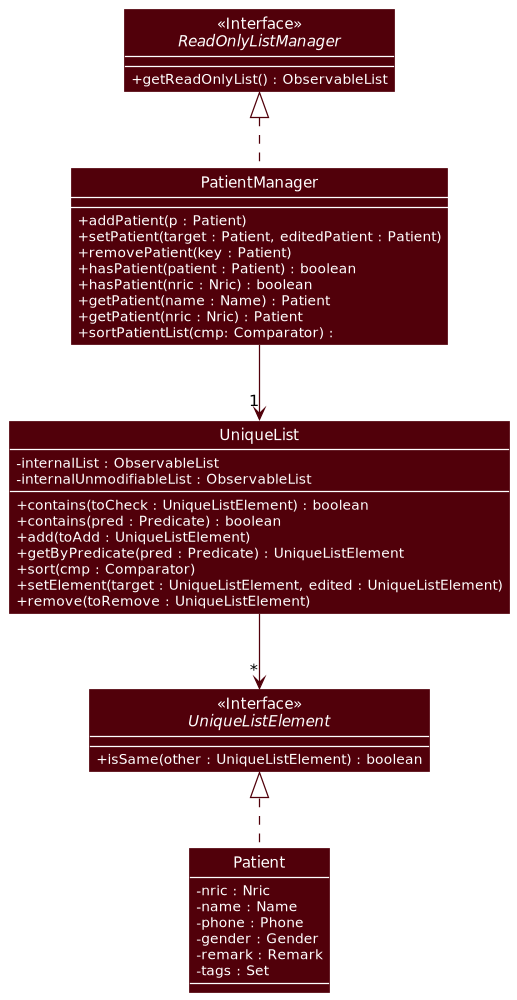 «Interface»
ReadOnlyListManager
+getReadOnlyList() : ObservableList
PatientManager
+addPatient(p : Patient)
+setPatient(target : Patient, editedPatient : Patient)
+removePatient(key : Patient)
+hasPatient(patient : Patient) : boolean
+hasPatient(nric : Nric) : boolean
+getPatient(name : Name) : Patient
+getPatient(nric : Nric) : Patient
+sortPatientList(cmp: Comparator) :
1
UniqueList
-internalList : ObservableList
-internalUnmodifiableList : ObservableList
+contains(toCheck : UniqueListElement) : boolean
+contains(pred : Predicate) : boolean
+add(toAdd : UniqueListElement)
+getByPredicate(pred : Predicate) : UniqueListElement
+sort(cmp : Comparator)
+setElement(target : UniqueListElement, edited : UniqueListElement)
+remove(toRemove : UniqueListElement)
*
«Interface»
UniqueListElement
+isSame(other : UniqueListElement) : boolean
Patient
-nric : Nric
-name : Name
-phone : Phone
-gender : Gender
-remark : Remark
-tags : Set